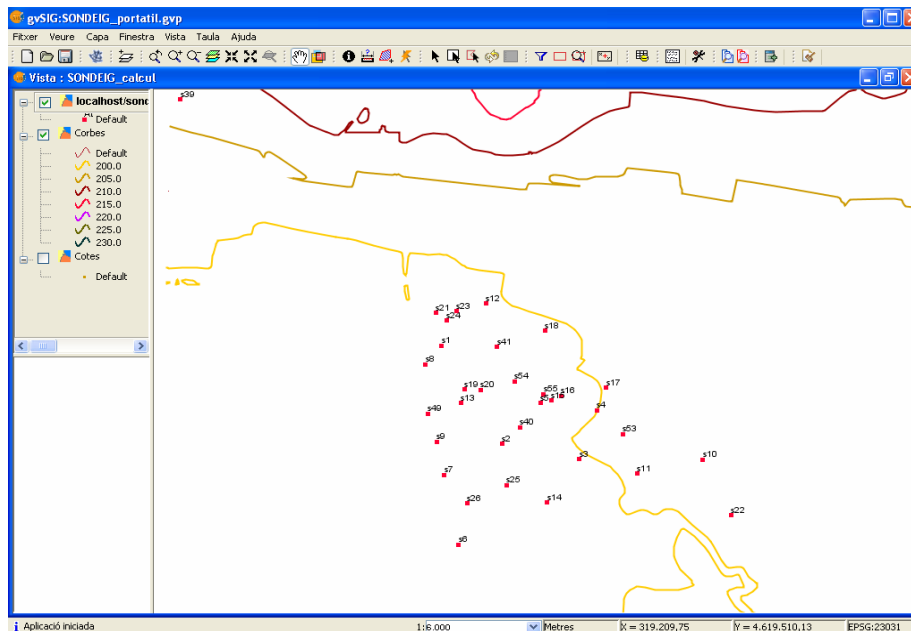 gvSIG:SONDEIG_portatil.gvp
Fitxer Veure Capa Finestra Vista Taula Ajuda
Vista : SONDEIG_calcul
localhost/sond
Default
Corbes
Default
200.0
205.0
210.0
215.0
220.0
225.0
230.0
Cotes
Default
s39
s12
s21 s23
s24
s18
s1
s41
s8
s54
s17
s19 s20
s55 s16
s13
s5
s4
s49
s40
s53
s9
s2
s3
s10
s7
s11
s25
s26
s14
s22
s6
Aplicació iniciada
1:6.000
Metres
X = 319.209,75
Y = 4.619.510,13
EPSG:23031